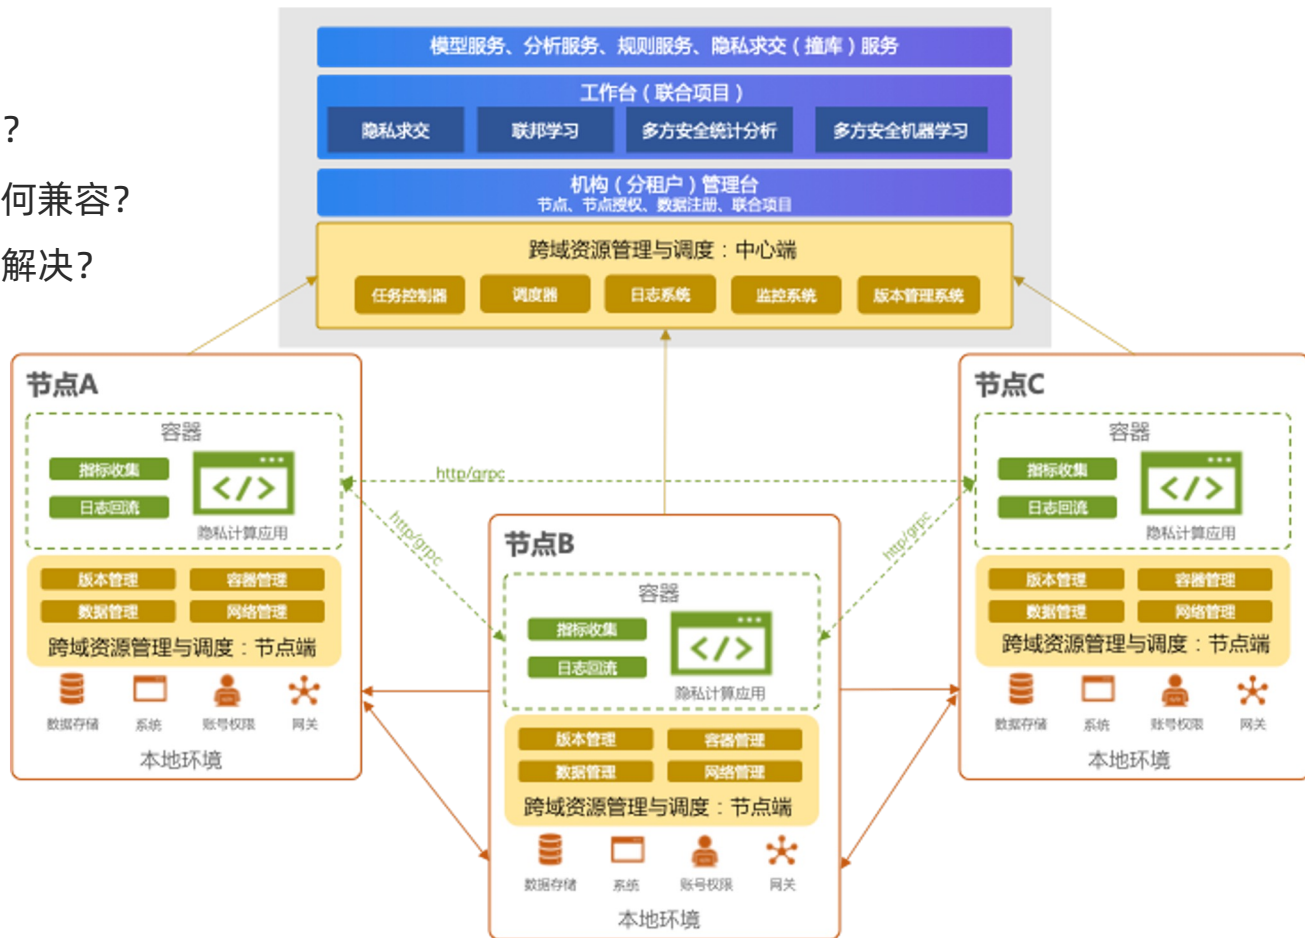 ?
何兼容?
解决?
模型服务、分析服务、规则服务、隐私求交(撞库)服务
工作台(联合项目)
隐私求交
联邦学习
多方安全统计分析
多方安全机器学习
机构(分租户)管理台
节点、节点授权、数据注册、联合项目
跨域资源管理与调度:中心端
任务控制器
调度器
日志系统
监控系统
版本管理系统
节点A
容器
指标收集
日志回流
隐私计算应用
版本管理
容器管理
数据管理
网络管理
跨域资源管理与调度:节点端
数据存储
系统
账号权限
网关
本地环境
http/grpc
http/grpc
http/grpc
节点B
容器
指标收集
日志回流
隐私计算应用
版本管理
容器管理
数据管理
网络管理
跨域资源管理与调度:节点端
数据存储
系统
账号权限
网关
本地环境
节点C
容器
指标收集
日志回流
隐私计算应用
版本管理
容器管理
数据管理
网络管理
跨域资源管理与调度:节点端
数据存储
系统
账号权限
网关
本地环境